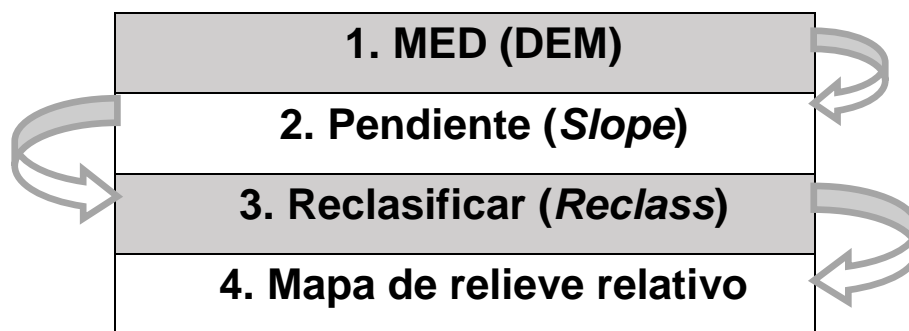 1. MED (DEM)
2. Pendiente (Slope)
3. Reclasificar (Reclass)
4. Mapa de relieve relativo